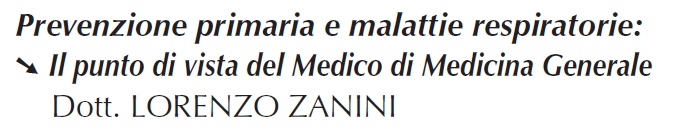 Prevenzione primaria e malattie respiratorie:
➘ Il punto di vista del Medico di Medicina Generale
Dott. LORENZO ZANINI